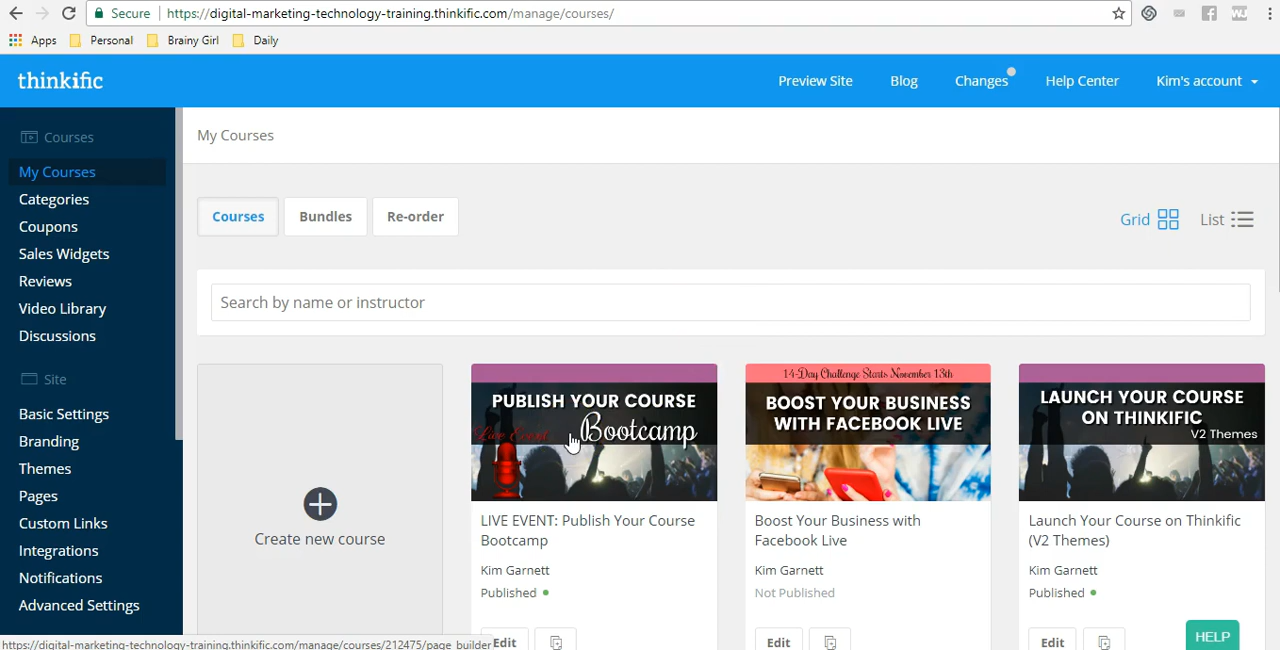 Secure https://digital-marketing-technology-training.thinkific.com/manage/courses/
Apps Personal Brainy Girl Daily
thinkific Preview Site Blog Changes Help Center Kim's account
Courses
My Courses
Categories
Coupons
Sales Widgets
Reviews
Video Library
Discussions
Site
Basic Settings
Branding
Themes
Pages
Custom Links
Integrations
Notifications
Advanced Settings
My Courses
Courses Bundles Re-order Grid List
Search by name or instructor
Create new course
PUBLISH YOUR COURSE
Live Event Bootcamp
LIVE EVENT: Publish Your Course
Bootcamp
Kim Garnett
Published
Edit
14-Day Challenge Starts November 13th
BOOST YOUR BUSINESS
WITH FACEBOOK LIVE
Boost Your Business with
Facebook Live
Kim Garnett
Not Published
Edit
LAUNCH YOUR COURSE
ON THINKIFIC
V2 Themes
Launch Your Course on Thinkific
(V2 Themes)
Kim Garnett
Published
Edit
HELP
https://digital-marketing-technology-training.thinkific.com/manage/courses/212475/page_builder